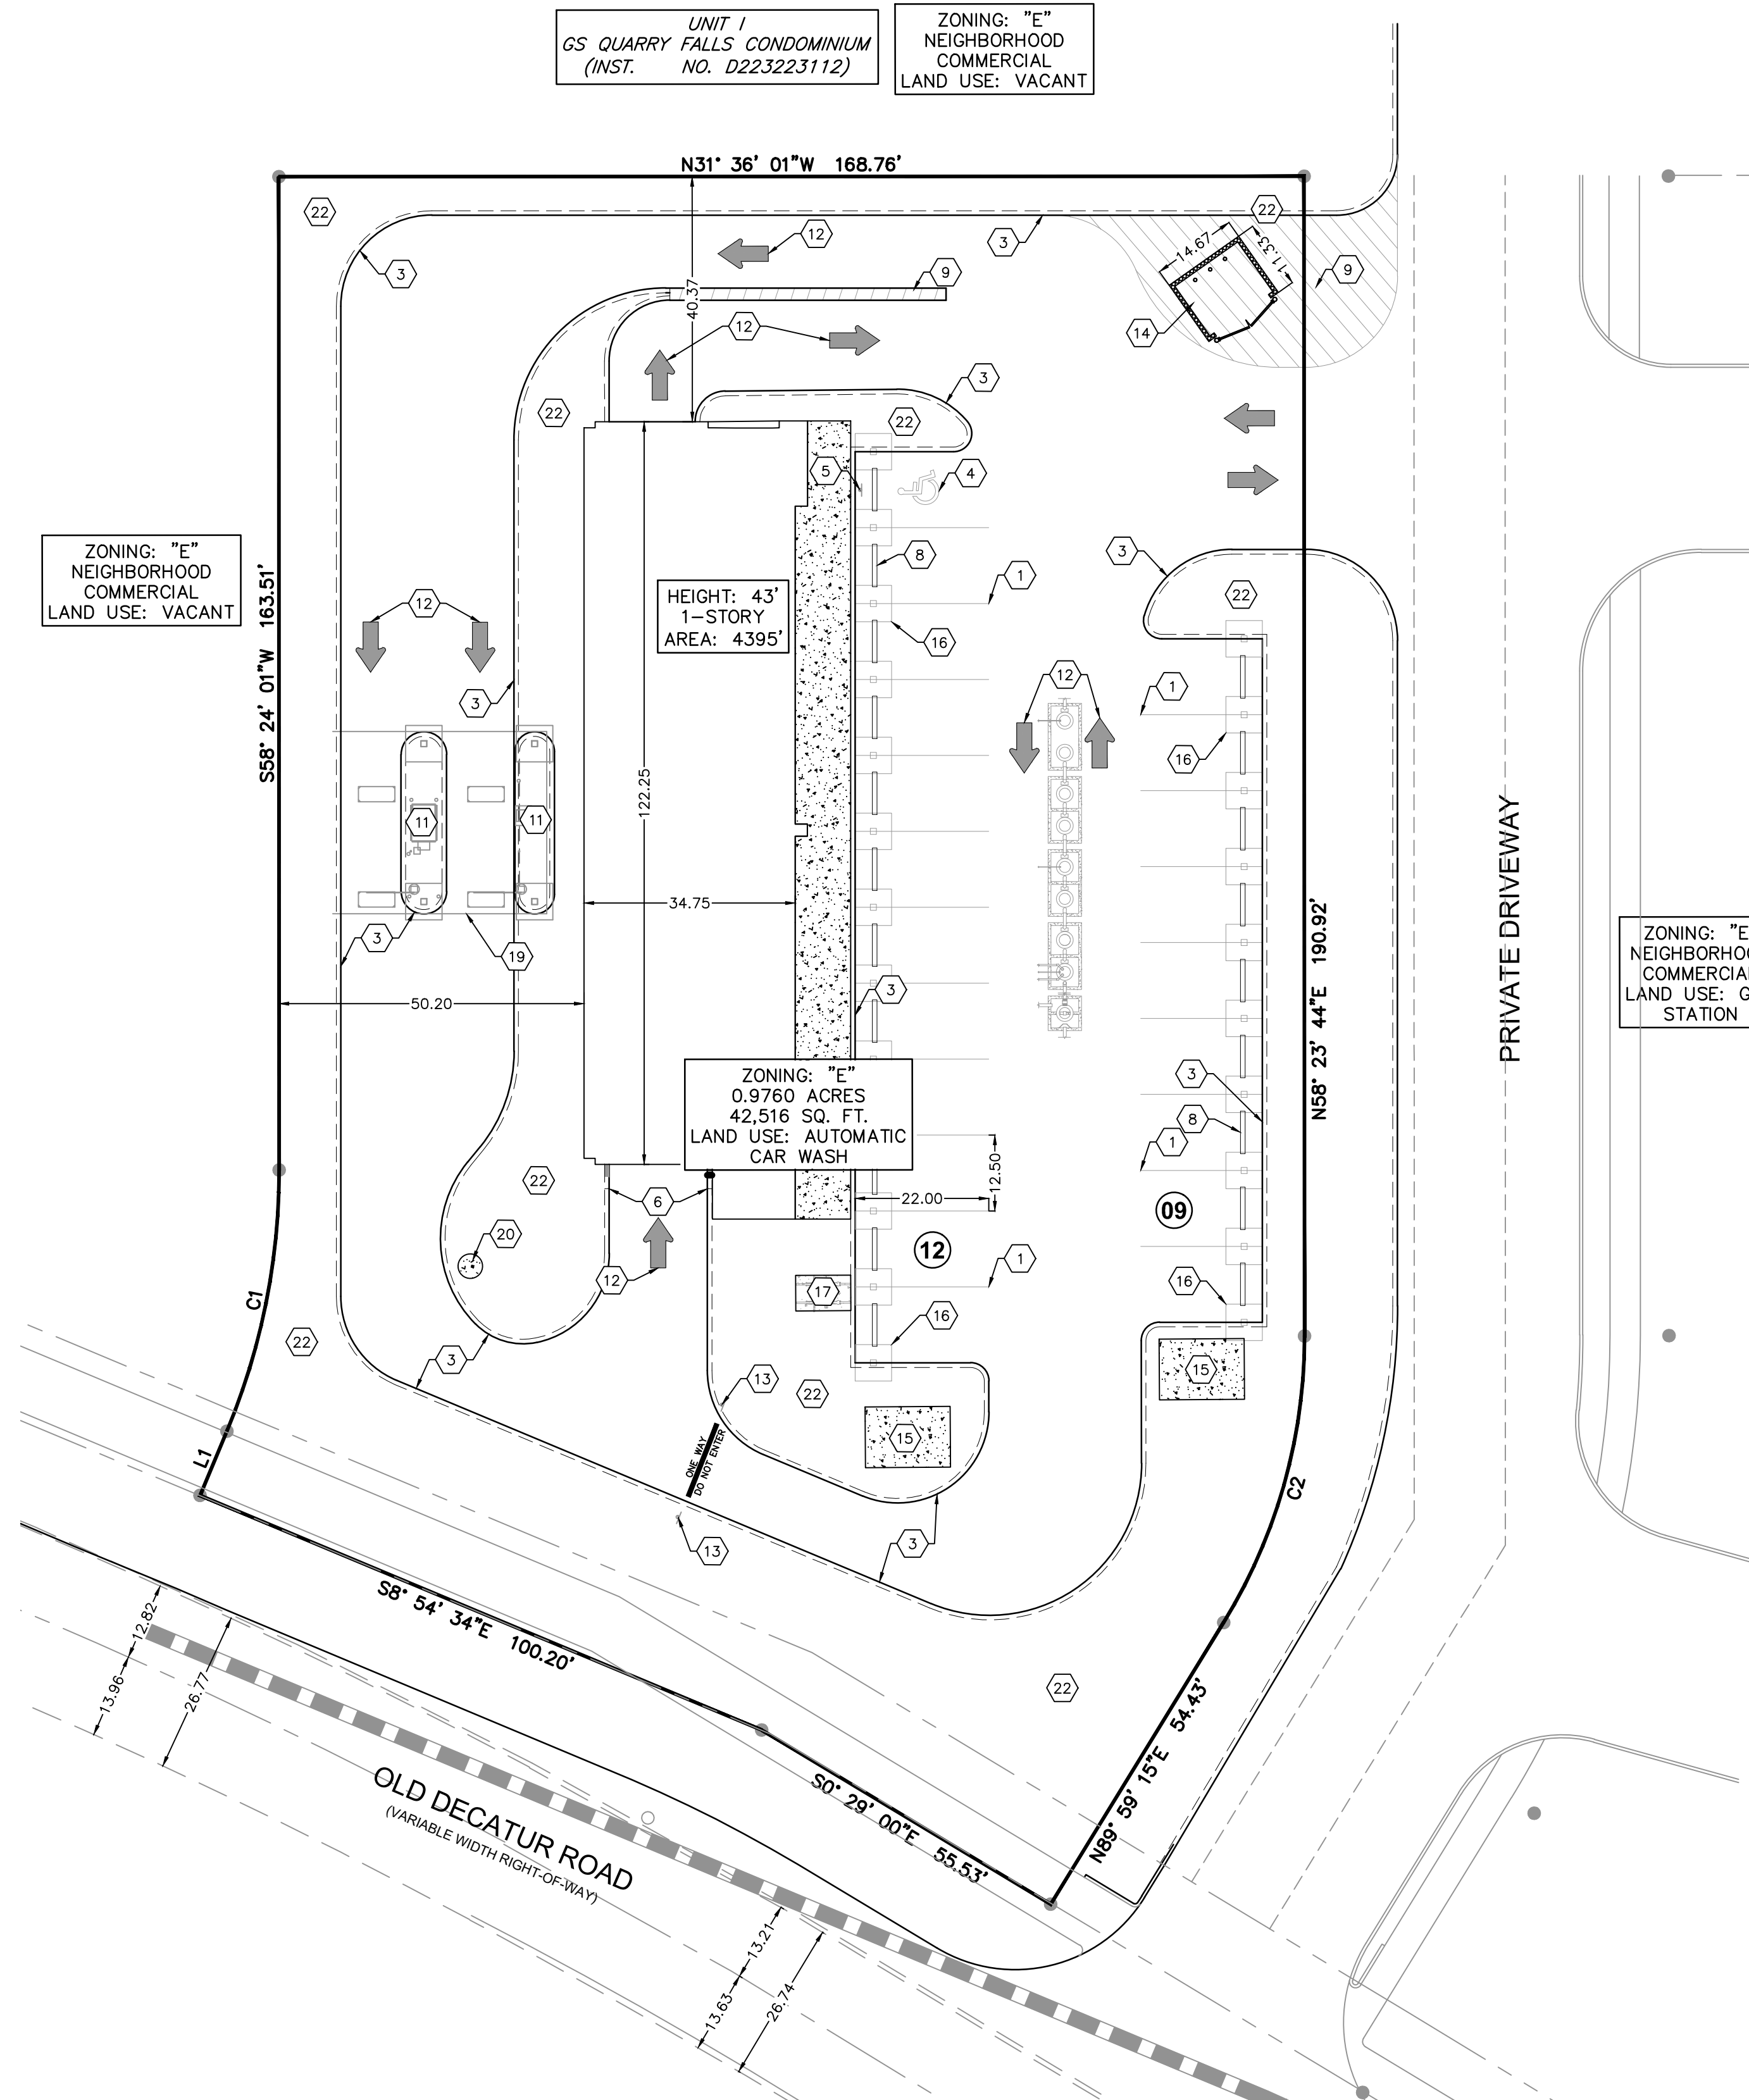 UNIT I
GS QUARRY FALLS CONDOMINIUM
(INST. NO. D223223112)
ZONING: "E"
NEIGHBORHOOD
COMMERCIAL
LAND USE: VACANT
N31° 36' 01"W 168.76'
22
22
3
12
3
9
9
14.67
11.33
14
40.37
12
3
22
22
5
4
ZONING: "E"
NEIGHBORHOOD
COMMERCIAL
LAND USE: VACANT
S58° 24' 01"W 163.51'
12
HEIGHT: 43'
1-STORY
AREA: 4395'
8
1
16
3
22
12
1
16
3
11
11
122.25
34.75
3
19
50.20
3
PRIVATE DRIVEWAY
N58° 23' 44"E 190.92'
ZONING: "E
NEIGHBORHO
COMMERCIA
LAND USE: G
STATION
ZONING: "E"
0.9760 ACRES
42,516 SQ. FT.
LAND USE: AUTOMATIC
CAR WASH
3
8
1
12.50
22.00
09
12
22
6
20
12
17
1
16
16
C1
22
3
13
22
15
15
ONE WAY
DO NOT ENTER
13
3
L1
C2
S8° 54' 34"E 100.20'
22
12.82
13.96
26.77
OLD DECATUR ROAD
(VARIABLE WIDTH RIGHT-OF-WAY)
S0° 29' 00"E 55.53'
N89° 59' 15"E 54.43'
13.21
13.63
26.74